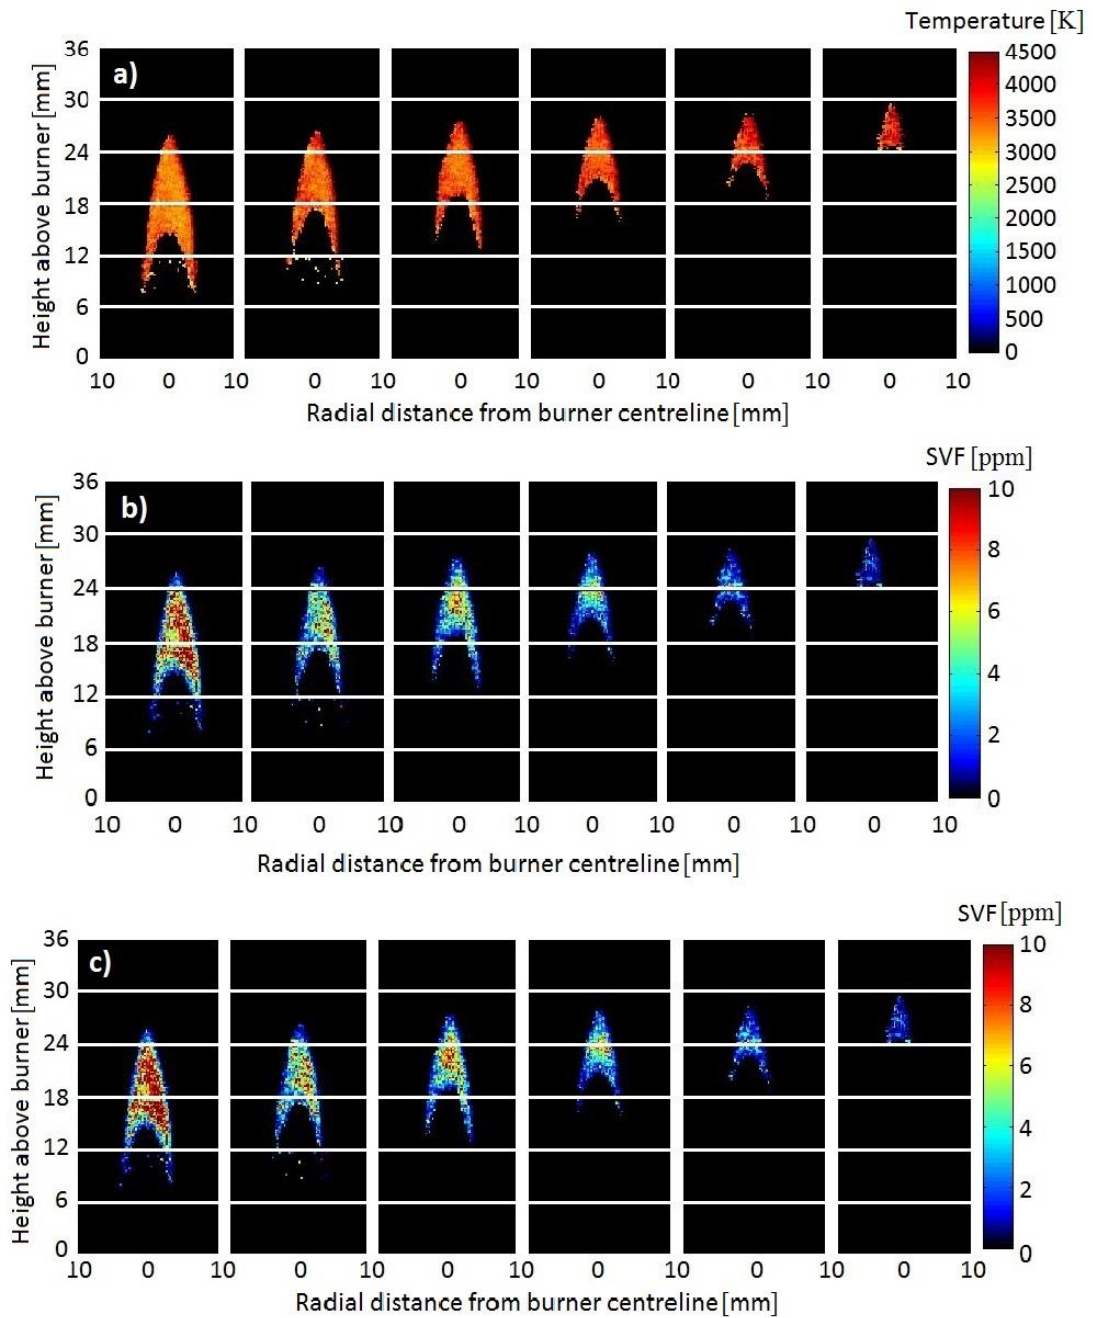 Temperature [K]
a)
Height above burner [mm]
36
30
24
18
12
6
0
4500
4000
3500
3000
2500
2000
1500
1000
500
0
10 0 10 0 10 0 10 0 10 0 10 0 10
Radial distance from burner centreline [mm]
SVF [ppm]
b)
Height above burner [mm]
36
30
24
18
12
6
0
10
8
6
4
2
0
10 0 10 0 100 0 10 0 10 0 10 0 10
Radial distance from burner centreline [mm]
SVF [ppm]
c)
Height above burner [mm]
36
30
24
18
12
6
0
10
8
6
4
2
0
10 0 10 0 10 0 10 0 10 0 10 0 10
Radial distance from burner centreline [mm]